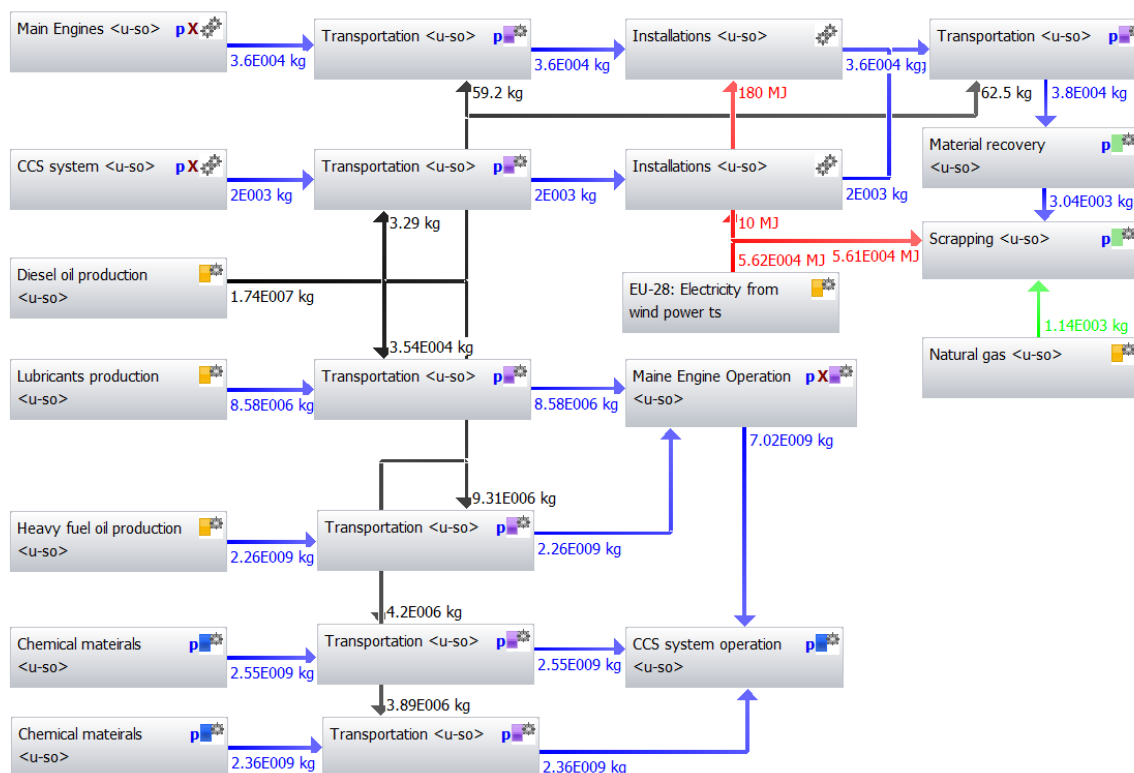 Main Engines <u-so>
p X
3.6E004 kg
Transportation <u-so>
p
3.6E004 kg
Installations <u-so>
3.6E004 kg
Transportation <u-so>
p
59.2 kg
180 MJ
62.5 kg
3.8E004 kg
CCS system <u-so>
p X
2E003 kg
Transportation <u-so>
p
2E003 kg
Installations <u-so>
2E003 kg
Material recovery
<u-so>
p
3.04E003 kg
3.29 kg
10 MJ
Scrapping <u-so>
p
5.62E004 MJ
5.61E004 MJ
Diesel oil production
<u-so>
1.74E007 kg
EU-28: Electricity from
wind power ts
1.14E003 kg
Natural gas <u-so>
3.54E004 kg
Lubricants production
<u-so>
8.58E006 kg
Transportation <u-so>
p
8.58E006 kg
Maine Engine Operation
<u-so>
p X
7.02E009 kg
9.31E006 kg
Heavy fuel oil production
<u-so>
2.26E009 kg
Transportation <u-so>
p
2.26E009 kg
4.2E006 kg
Chemical mateirals
<u-so>
p
2.55E009 kg
Transportation <u-so>
p
2.55E009 kg
CCS system operation
<u-so>
p
3.89E006 kg
Chemical mateirals
<u-so>
p
2.36E009 kg
Transportation <u-so>
p
2.36E009 kg